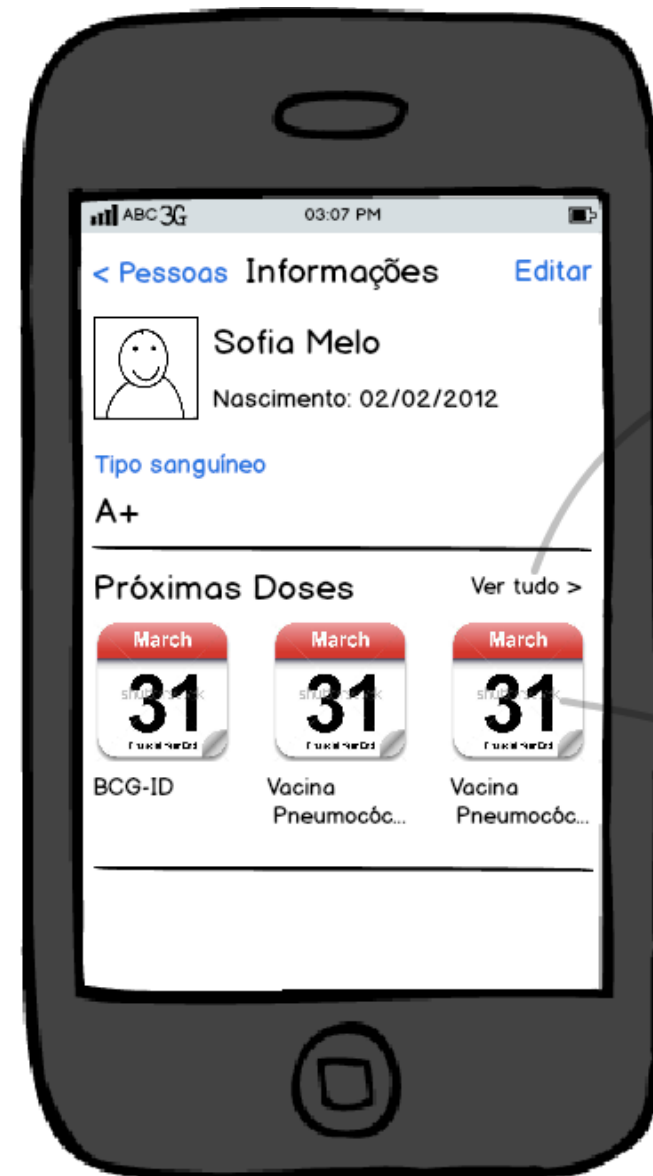 ABC 3G 03:07 PM
< Pessoas Informações Editar
Sofia Melo
Nascimento: 02/02/2012
Tipo sanguíneo
A+
Próximas Doses Ver tudo >
March March March
31 31 31
BCG-ID Vacina Vacina
Pneumocóc... Pneumocóc...